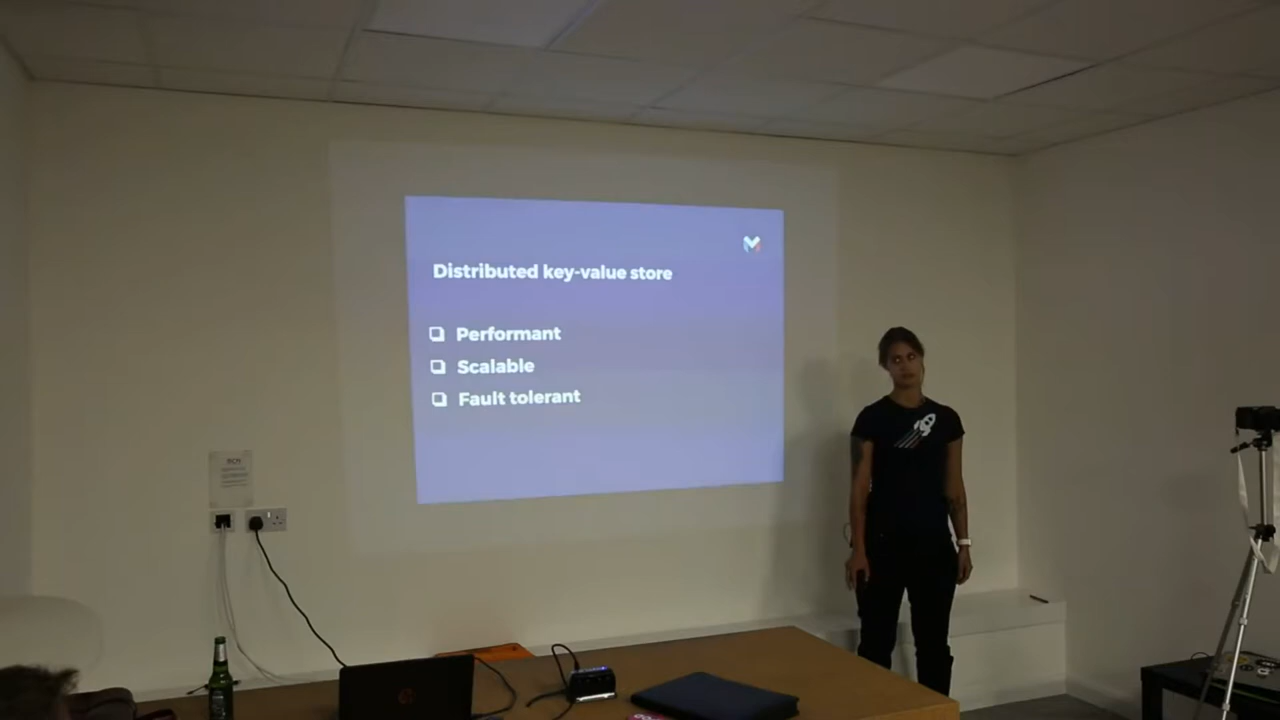 Distributed key-value store
Performant
Scalable
Fault tolerant